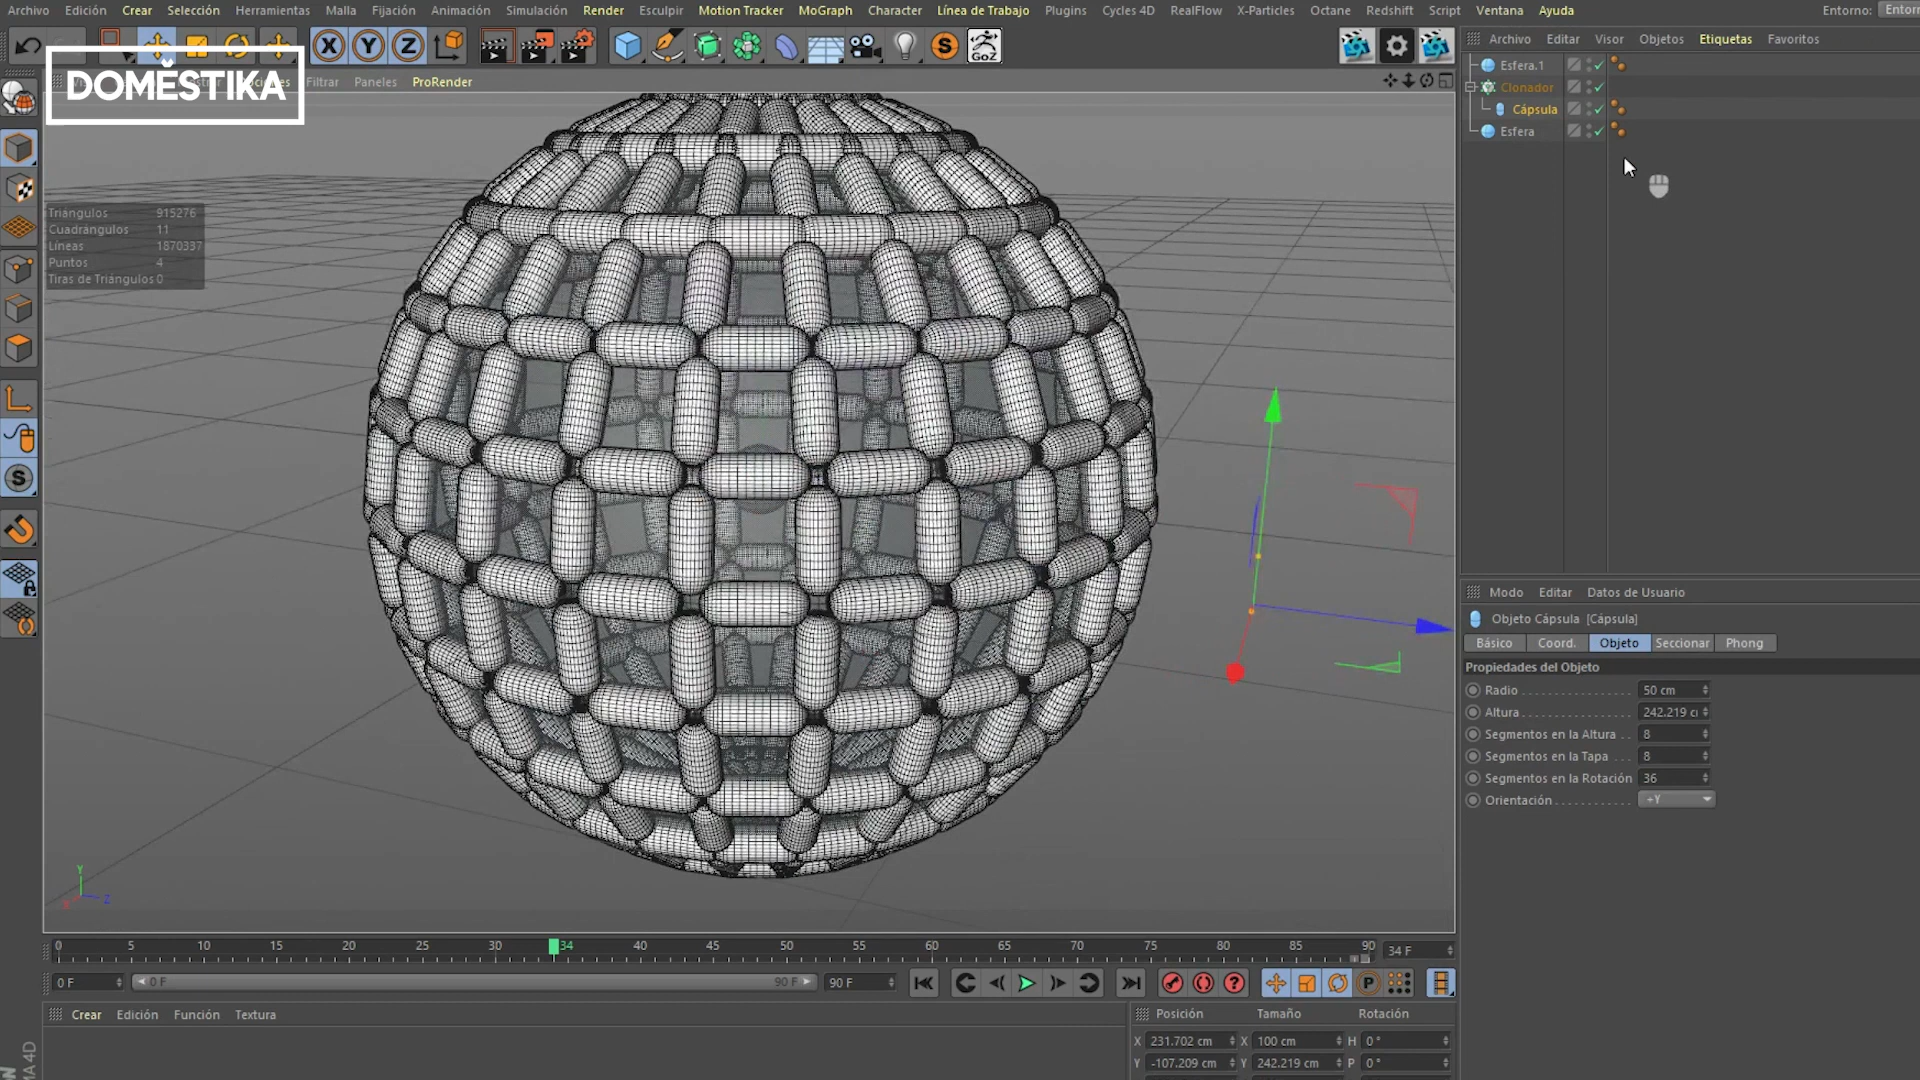 Archivo Edición Crear Selección Herramientas Malla Fijación Animación Simulación Render Esculpir Motion Tracker MoGraph Character Línea de Trabajo Plugins Cycles 4D RealFlow X-Particles Octane Redshift Script Ventana Ayuda Entorno: Entor
X Y Z S GoZ
Archivo Editar Visor Objetos Etiquetas Favoritos
DOMĔSTIKA
Filtrar Paneles ProRender
Esfera.1
Clonador
Cápsula
Esfera
Triángulos 915276
Cuadrángulos 11
Líneas 1870337
Puntos 4
Tiras de Triángulos 0
S
Modo Editar Datos de Usuario
Objeto Cápsula [Cápsula]
Básico Coord. Objeto Seccionar Phong
Propiedades del Objeto
Radio 50 cm
Altura 242.219 c
Segmentos en la Altura 8
Segmentos en la Tapa 8
Segmentos en la Rotación 36
Orientación +Y
Y
X Z
0 5 10 15 20 25 30 34 40 45 50 55 60 65 70 75 80 85 90 34 F
0 F 0 F 90 F 90 F ? P
Crear Edición Función Textura
Posición Tamaño Rotación
X 231.702 cm X 100 cm H 0 °
Y -107.209 cm Y 242.219 cm P 0 °
MA 4D